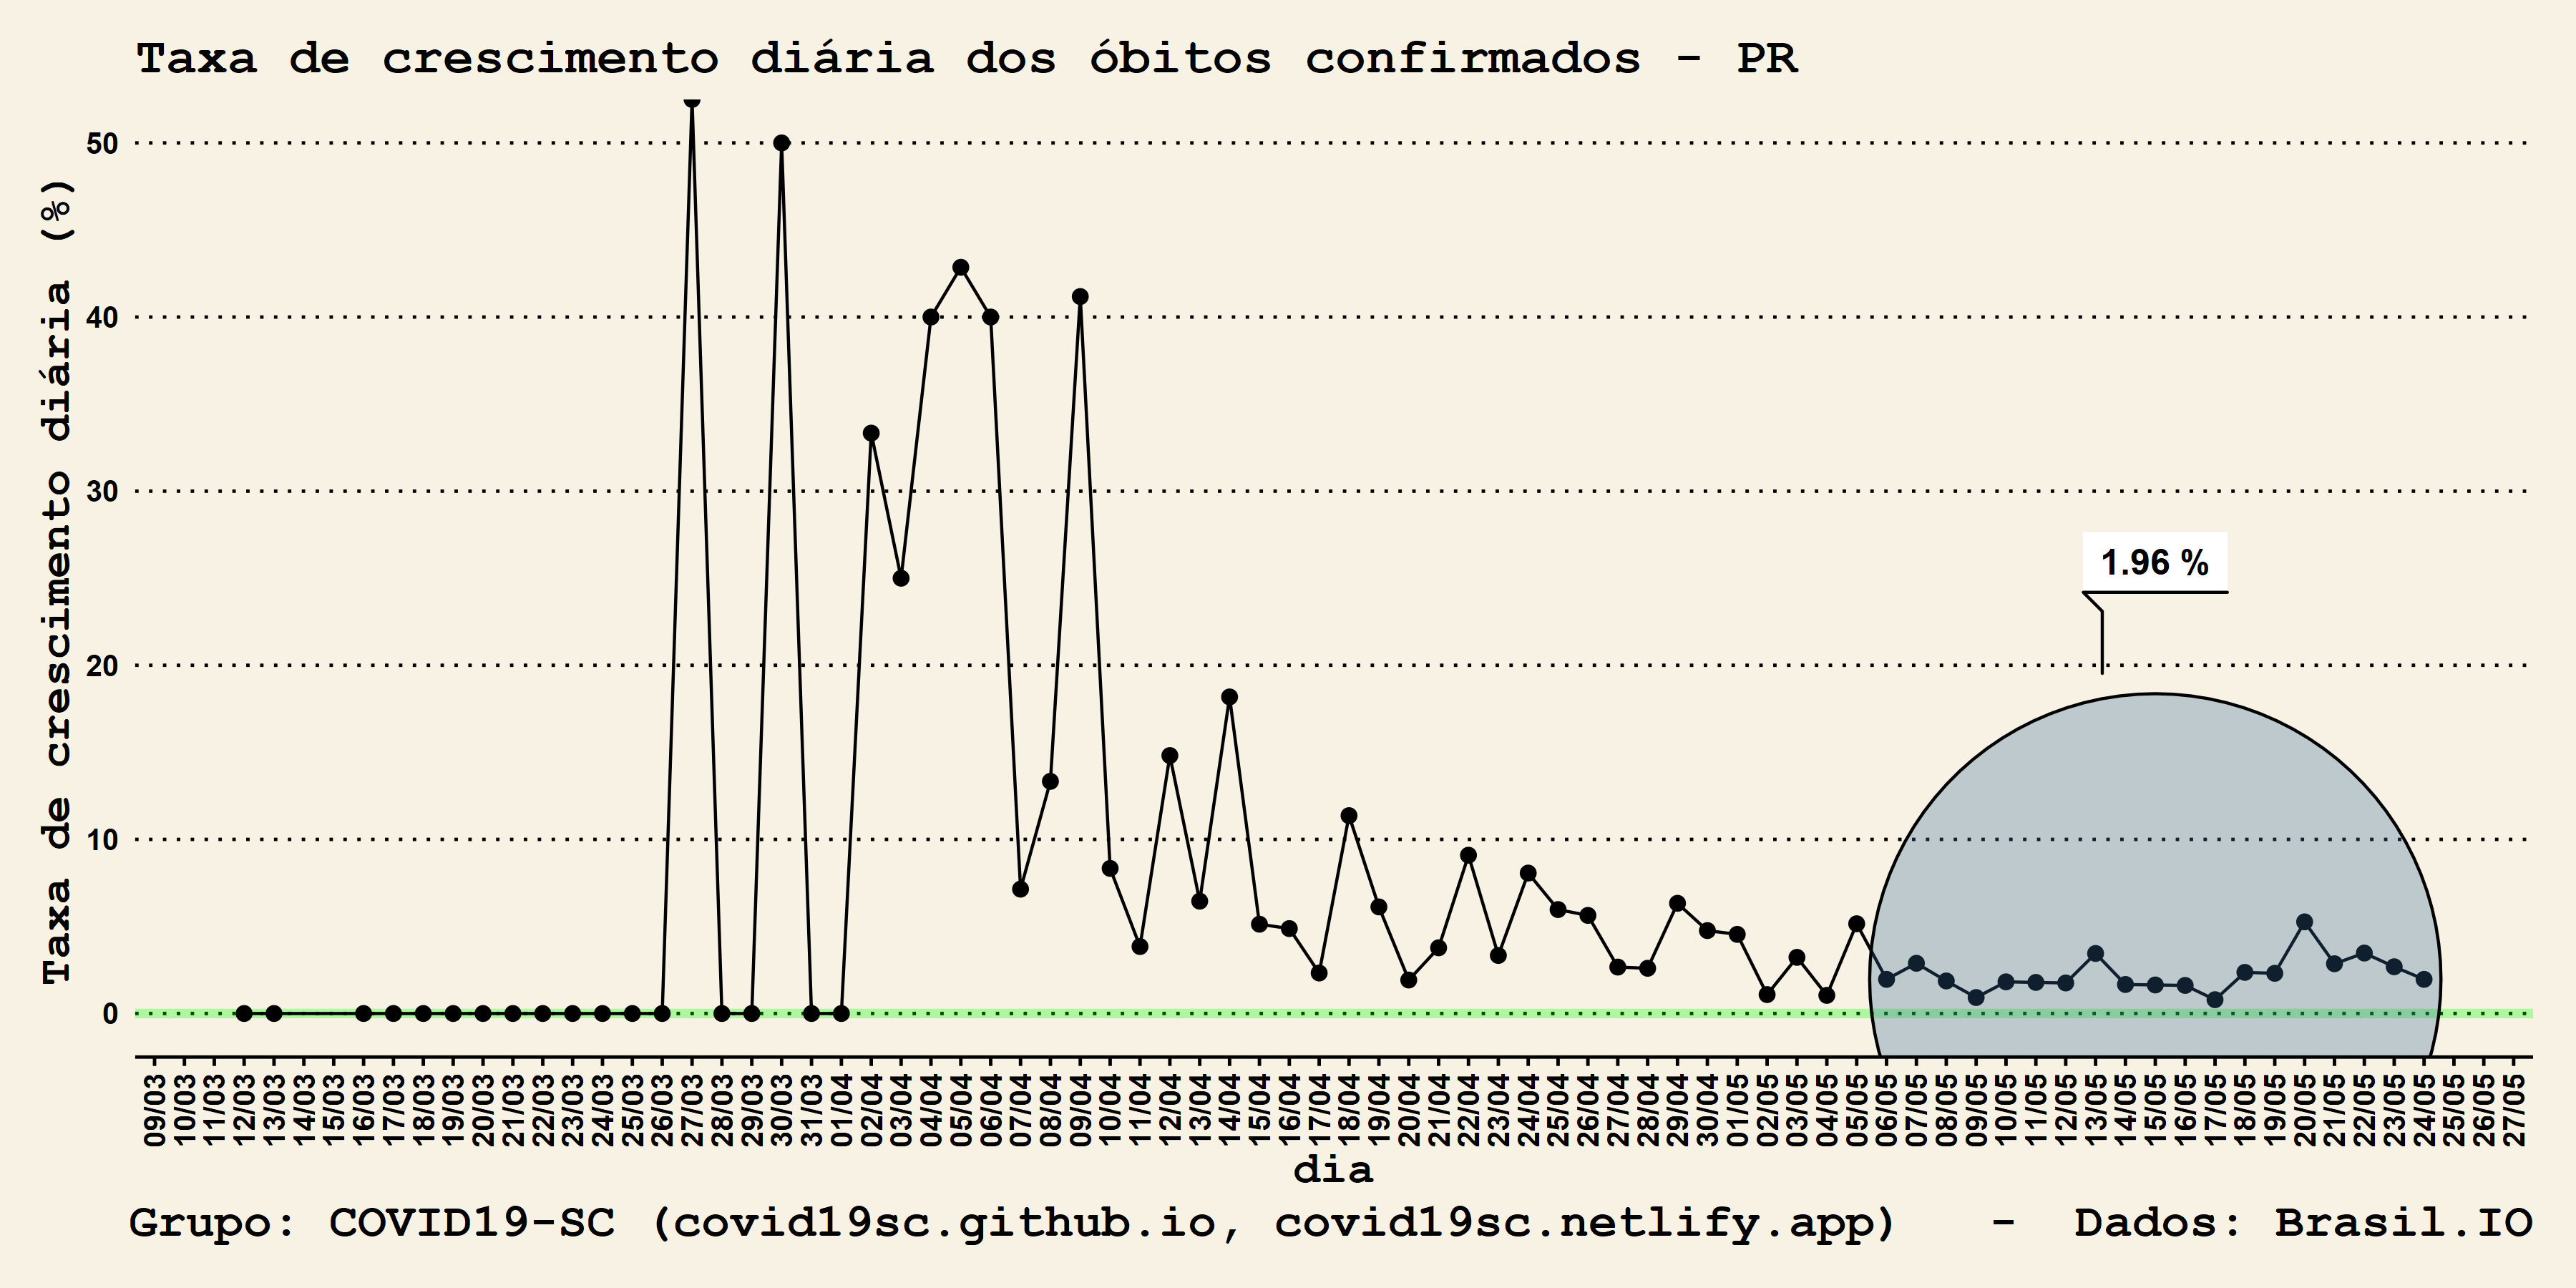 Taxa de crescimento diária dos óbitos confirmados - PR
Taxa de crescimento diária (%)
50
40
30
20
10
0
1.96 %
09/03 10/03 11/03 12/03 13/03 14/03 15/03 16/03 17/03 18/03 19/03 20/03 21/03 22/03 23/03 24/03 25/03 26/03 27/03 28/03 29/03 30/03 31/03 01/04 02/04 03/04 04/04 05/04 06/04 07/04 08/04 09/04 10/04 11/04 12/04 13/04 14/04 15/04 16/04 17/04 18/04 19/04 20/04 21/04 22/04 23/04 24/04 25/04 26/04 27/04 28/04 29/04 30/04 01/05 02/05 03/05 04/05 05/05 06/05 07/05 08/05 09/05 10/05 11/05 12/05 13/05 14/05 15/05 16/05 17/05 18/05 19/05 20/05 21/05 22/05 23/05 24/05 25/05 26/05 27/05
dia
Grupo: COVID19-SC (covid19sc.github.io, covid19sc.netlify.app) - Dados: Brasil.IO